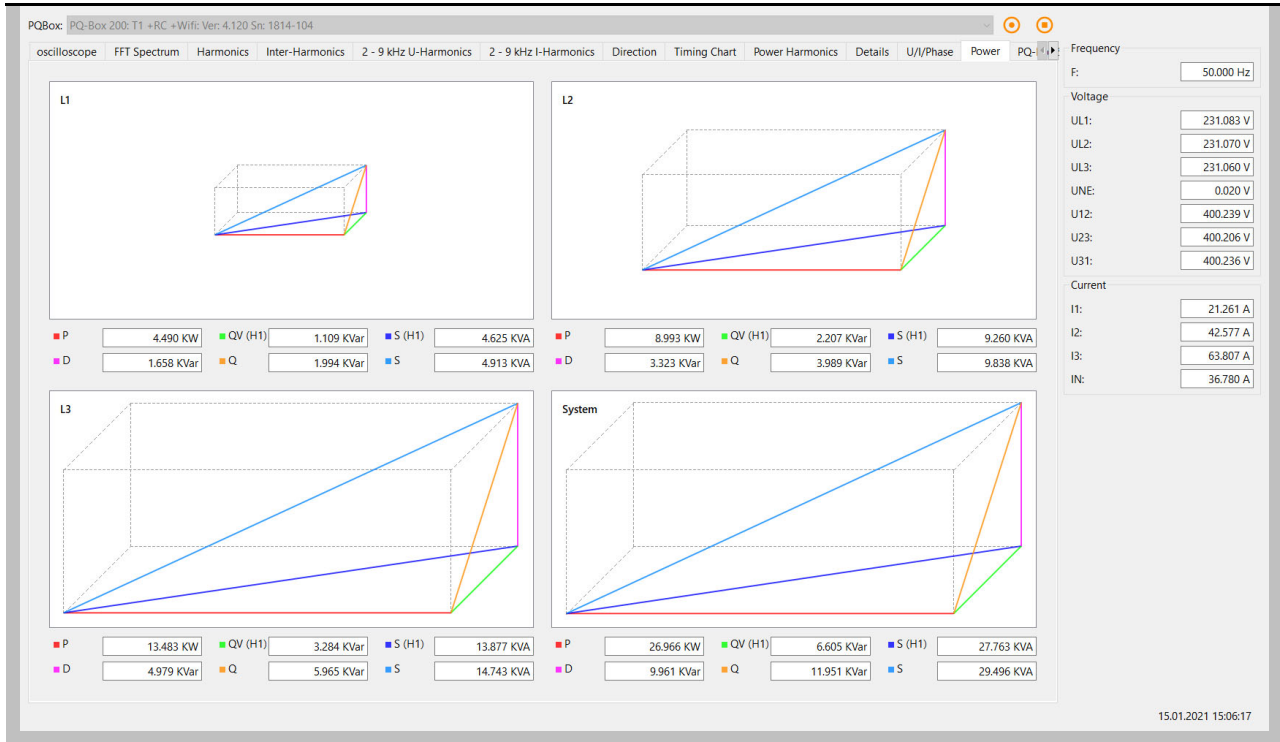 PQBox: PQ-Box 200: T1 +RC +Wifi: Ver: 4.120 Sn: 1814-104
oscilloscope FFT Spectrum Harmonics Inter-Harmonics 2 - 9 kHz U-Harmonics 2 - 9 kHz I-Harmonics Direction Timing Chart Power Harmonics Details U/I/Phase Power PQ-
L1
P 4.490 KW QV (H1) 1.109 KVar S (H1) 4.625 KVA
D 1.658 KVar Q 1.994 KVar S 4.913 KVA
L2
P 8.993 KW QV (H1) 2.207 KVar S (H1) 9.260 KVA
D 3.323 KVar Q 3.989 KVar S 9.838 KVA
L3
P 13.483 KW QV (H1) 3.284 KVar S (H1) 13.877 KVA
D 4.979 KVar Q 5.965 KVar S 14.743 KVA
System
P 26.966 KW QV (H1) 6.605 KVar S (H1) 27.763 KVA
D 9.961 KVar Q 11.951 KVar S 29.496 KVA
Frequency
F: 50.000 Hz
Voltage
UL1: 231.083 V
UL2: 231.070 V
UL3: 231.060 V
UNE: 0.020 V
U12: 400.239 V
U23: 400.206 V
U31: 400.236 V
Current
I1: 21.261 A
I2: 42.577 A
I3: 63.807 A
IN: 36.780 A
15.01.2021 15:06:17